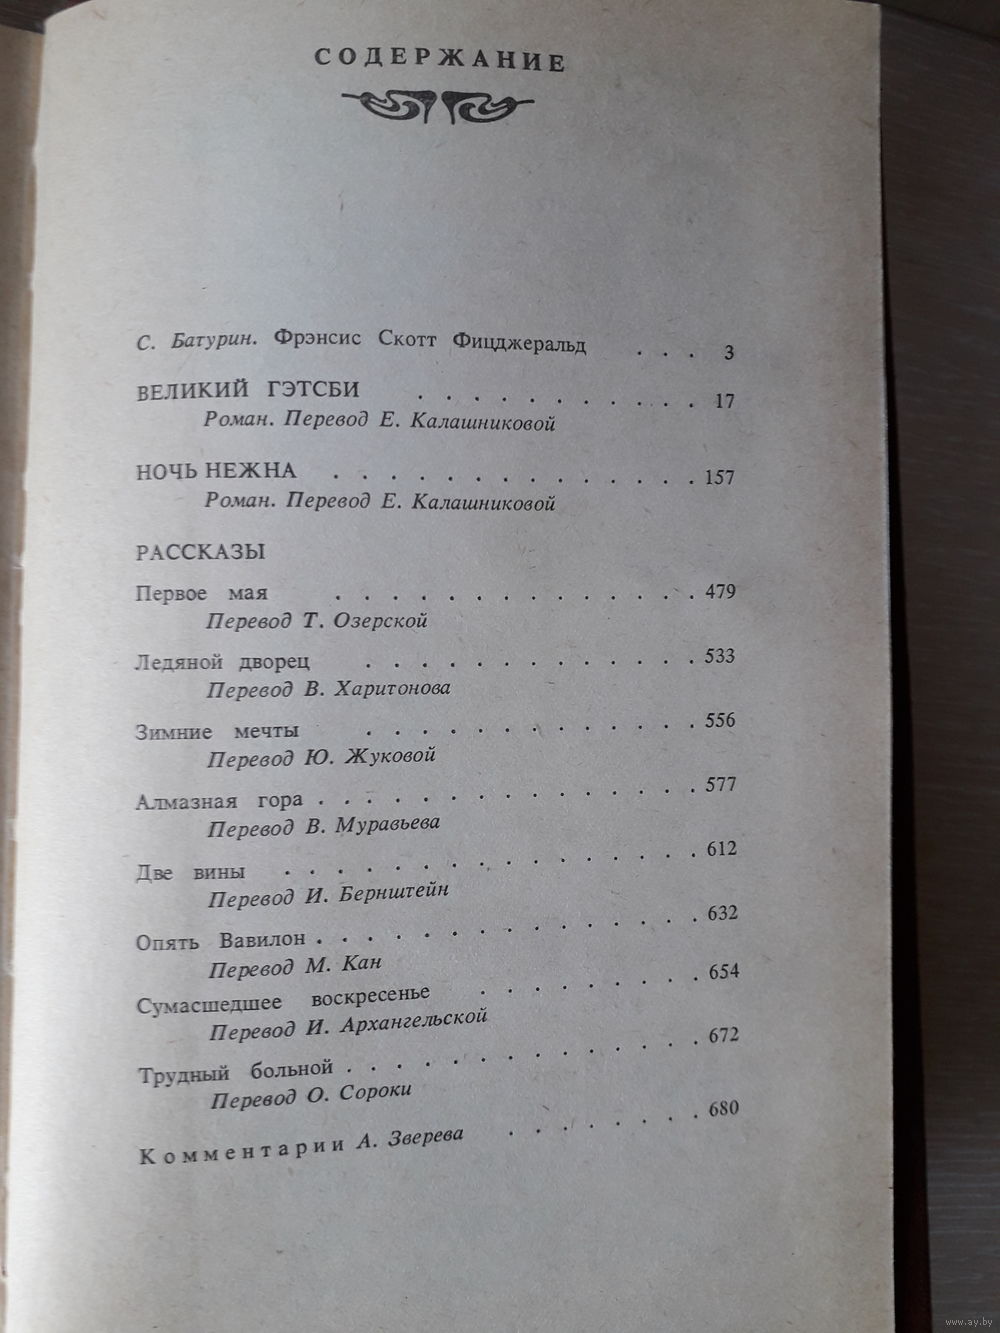 СОДЕРЖАНИЕ
С. Батурин. Фрэнсис Скотт Фицджеральд . . . 3
ВЕЛИКИЙ ГЭТСБИ . . . . . . . . . . . 17
Роман. Перевод Е. Калашниковой
НОЧЬ НЕЖНА . . . . . . . . . . . . . . 157
Роман. Перевод Е. Калашниковой
РАССКАЗЫ
Первое мая . . . . . . . . . . . . . . 479
Перевод Т. Озерской
Ледяной дворец . . . . . . . . . . . . . 533
Перевод В. Харитонова
Зимние мечты . . . . . . . . . . . . . 556
Перевод Ю. Жуковой
Алмазная гора . . . . . . . . . . . . . . . 577
Перевод В. Муравьева
Две вины . . . . . . . . . . . . . . . . 612
Перевод И. Бернштейн
Опять Вавилон . . . . . . . . . . . . . . . 632
Перевод М. Кан
Сумасшедшее воскресенье . . . . . . . . . 654
Перевод И. Архангельской
Трудный больной . . . . . . . . . . . . . . 672
Перевод О. Сороки
Комментарии А. Зверева . . . . . . . . 680
www.ay.by